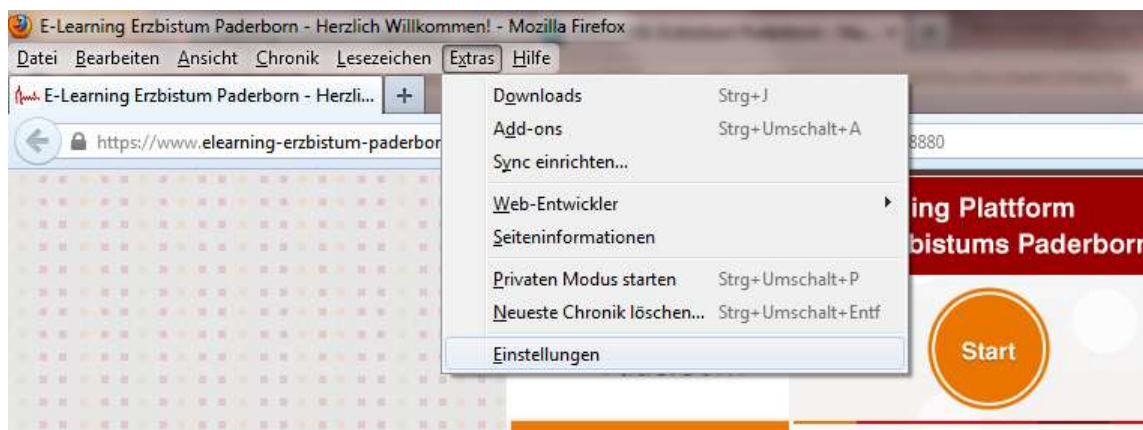 E-Learning Erzbistum Paderborn - Herzlich Willkommen! - Mozilla Firefox
Datei Bearbeiten Ansicht Chronik Lesezeichen Extras Hilfe
E-Learning Erzbistum Paderborn - Herzli... +
https://www.elearning-erzbistum-paderbor
8880
Downloads Strg+J
Add-ons Strg+Umschalt+A
Sync einrichten...
Web-Entwickler
Seiteninformationen
Privaten Modus starten Strg+Umschalt+P
Neueste Chronik löschen... Strg+Umschalt+Entf
Einstellungen
ing Plattform
bistums Paderborn
Start